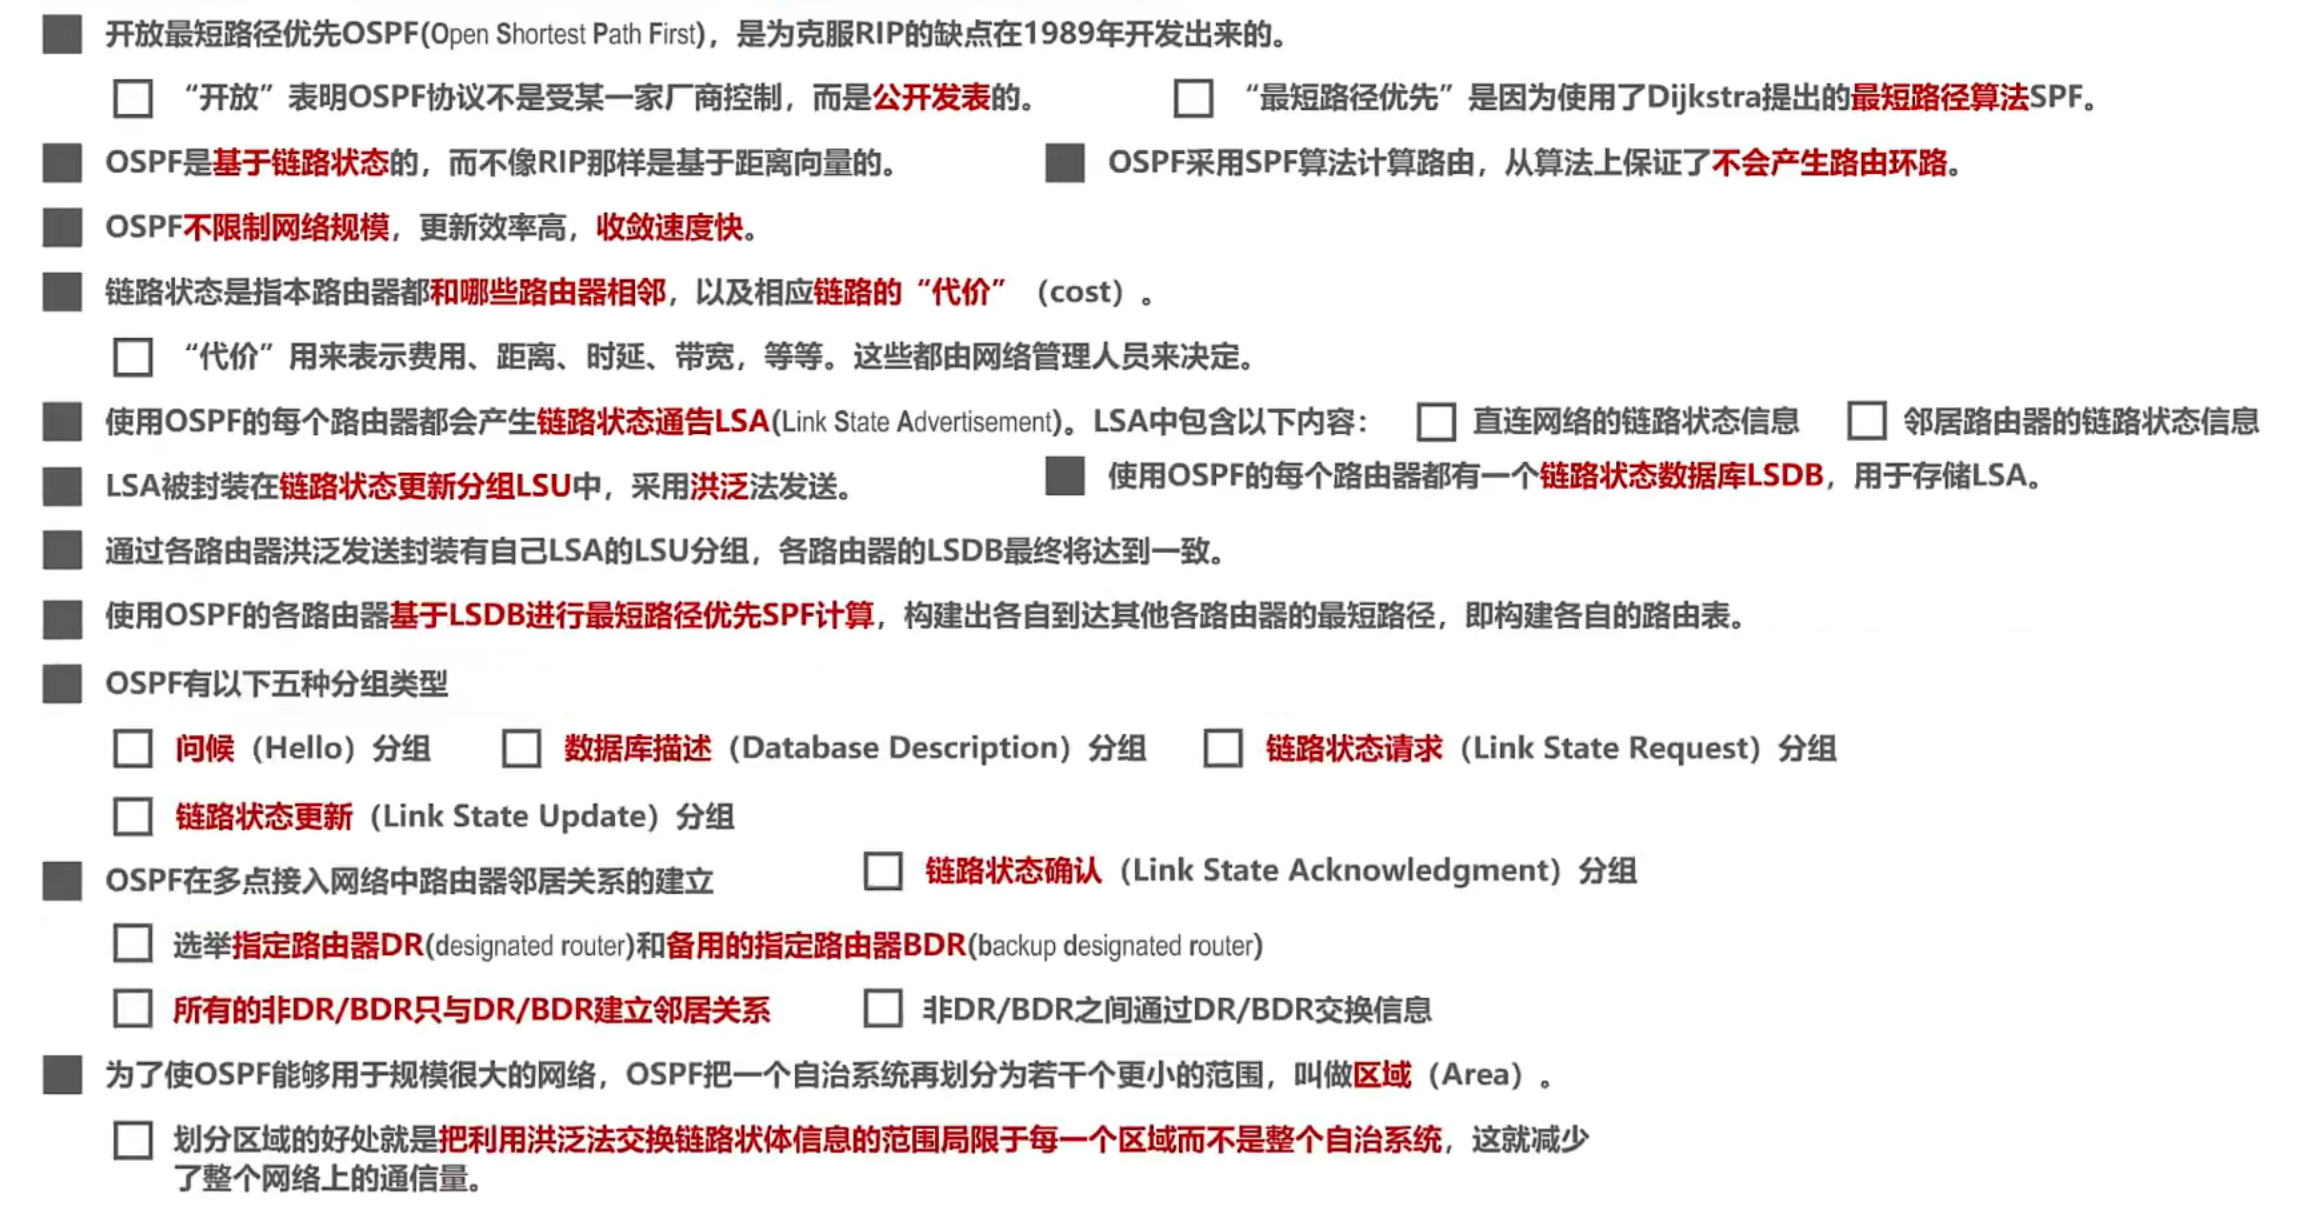 开放最短路径优先OSPF(Open Shortest Path First)，是为克服RIP的缺点在1989年开发出来的。
“开放”表明OSPF协议不是受某一家厂商控制，而是公开发表的。
“最短路径优先”是因为使用了Dijkstra提出的最短路径算法SPF。
OSPF是基于链路状态的，而不像RIP那样是基于距离向量的。
OSPF采用SPF算法计算路由，从算法上保证了不会产生路由环路。
OSPF不限制网络规模，更新效率高，收敛速度快。
链路状态是指本路由器都和哪些路由器相邻，以及相应链路的“代价”（cost）。
“代价”用来表示费用、距离、时延、带宽，等等。这些都由网络管理人员来决定。
使用OSPF的每个路由器都会产生链路状态通告LSA(Link State Advertisement)。LSA中包含以下内容：
直连网络的链路状态信息
邻居路由器的链路状态信息
LSA被封装在链路状态更新分组LSU中，采用洪泛法发送。
使用OSPF的每个路由器都有一个链路状态数据库LSDB，用于存储LSA。
通过各路由器洪泛发送封装有自己LSA的LSU分组，各路由器的LSDB最终将达到一致。
使用OSPF的各路由器基于LSDB进行最短路径优先SPF计算，构建出各自到达其他各路由器的最短路径，即构建各自的路由表。
OSPF有以下五种分组类型
问候（Hello）分组
数据库描述（Database Description）分组
链路状态请求（Link State Request）分组
链路状态更新（Link State Update）分组
链路状态确认（Link State Acknowledgment）分组
OSPF在多点接入网络中路由器邻居关系的建立
选举指定路由器DR(designated router)和备用的指定路由器BDR(backup designated router)
所有的非DR/BDR只与DR/BDR建立邻居关系
非DR/BDR之间通过DR/BDR交换信息
为了使OSPF能够用于规模很大的网络，OSPF把一个自治系统再划分为若干个更小的范围，叫做区域（Area）。
划分区域的好处就是把利用洪泛法交换链路状体信息的范围局限于每一个区域而不是整个自治系统，这就减少
了整个网络上的通信量。